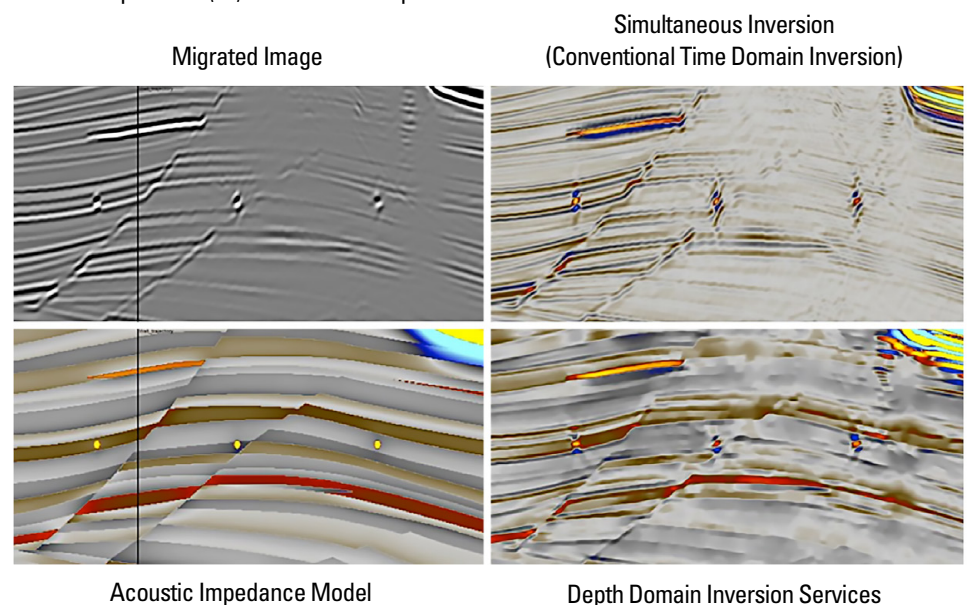 Simultaneous Inversion
Migrated Image
(Conventional Time Domain Inversion)
Acoustic Impedance Model
Depth Domain Inversion Services